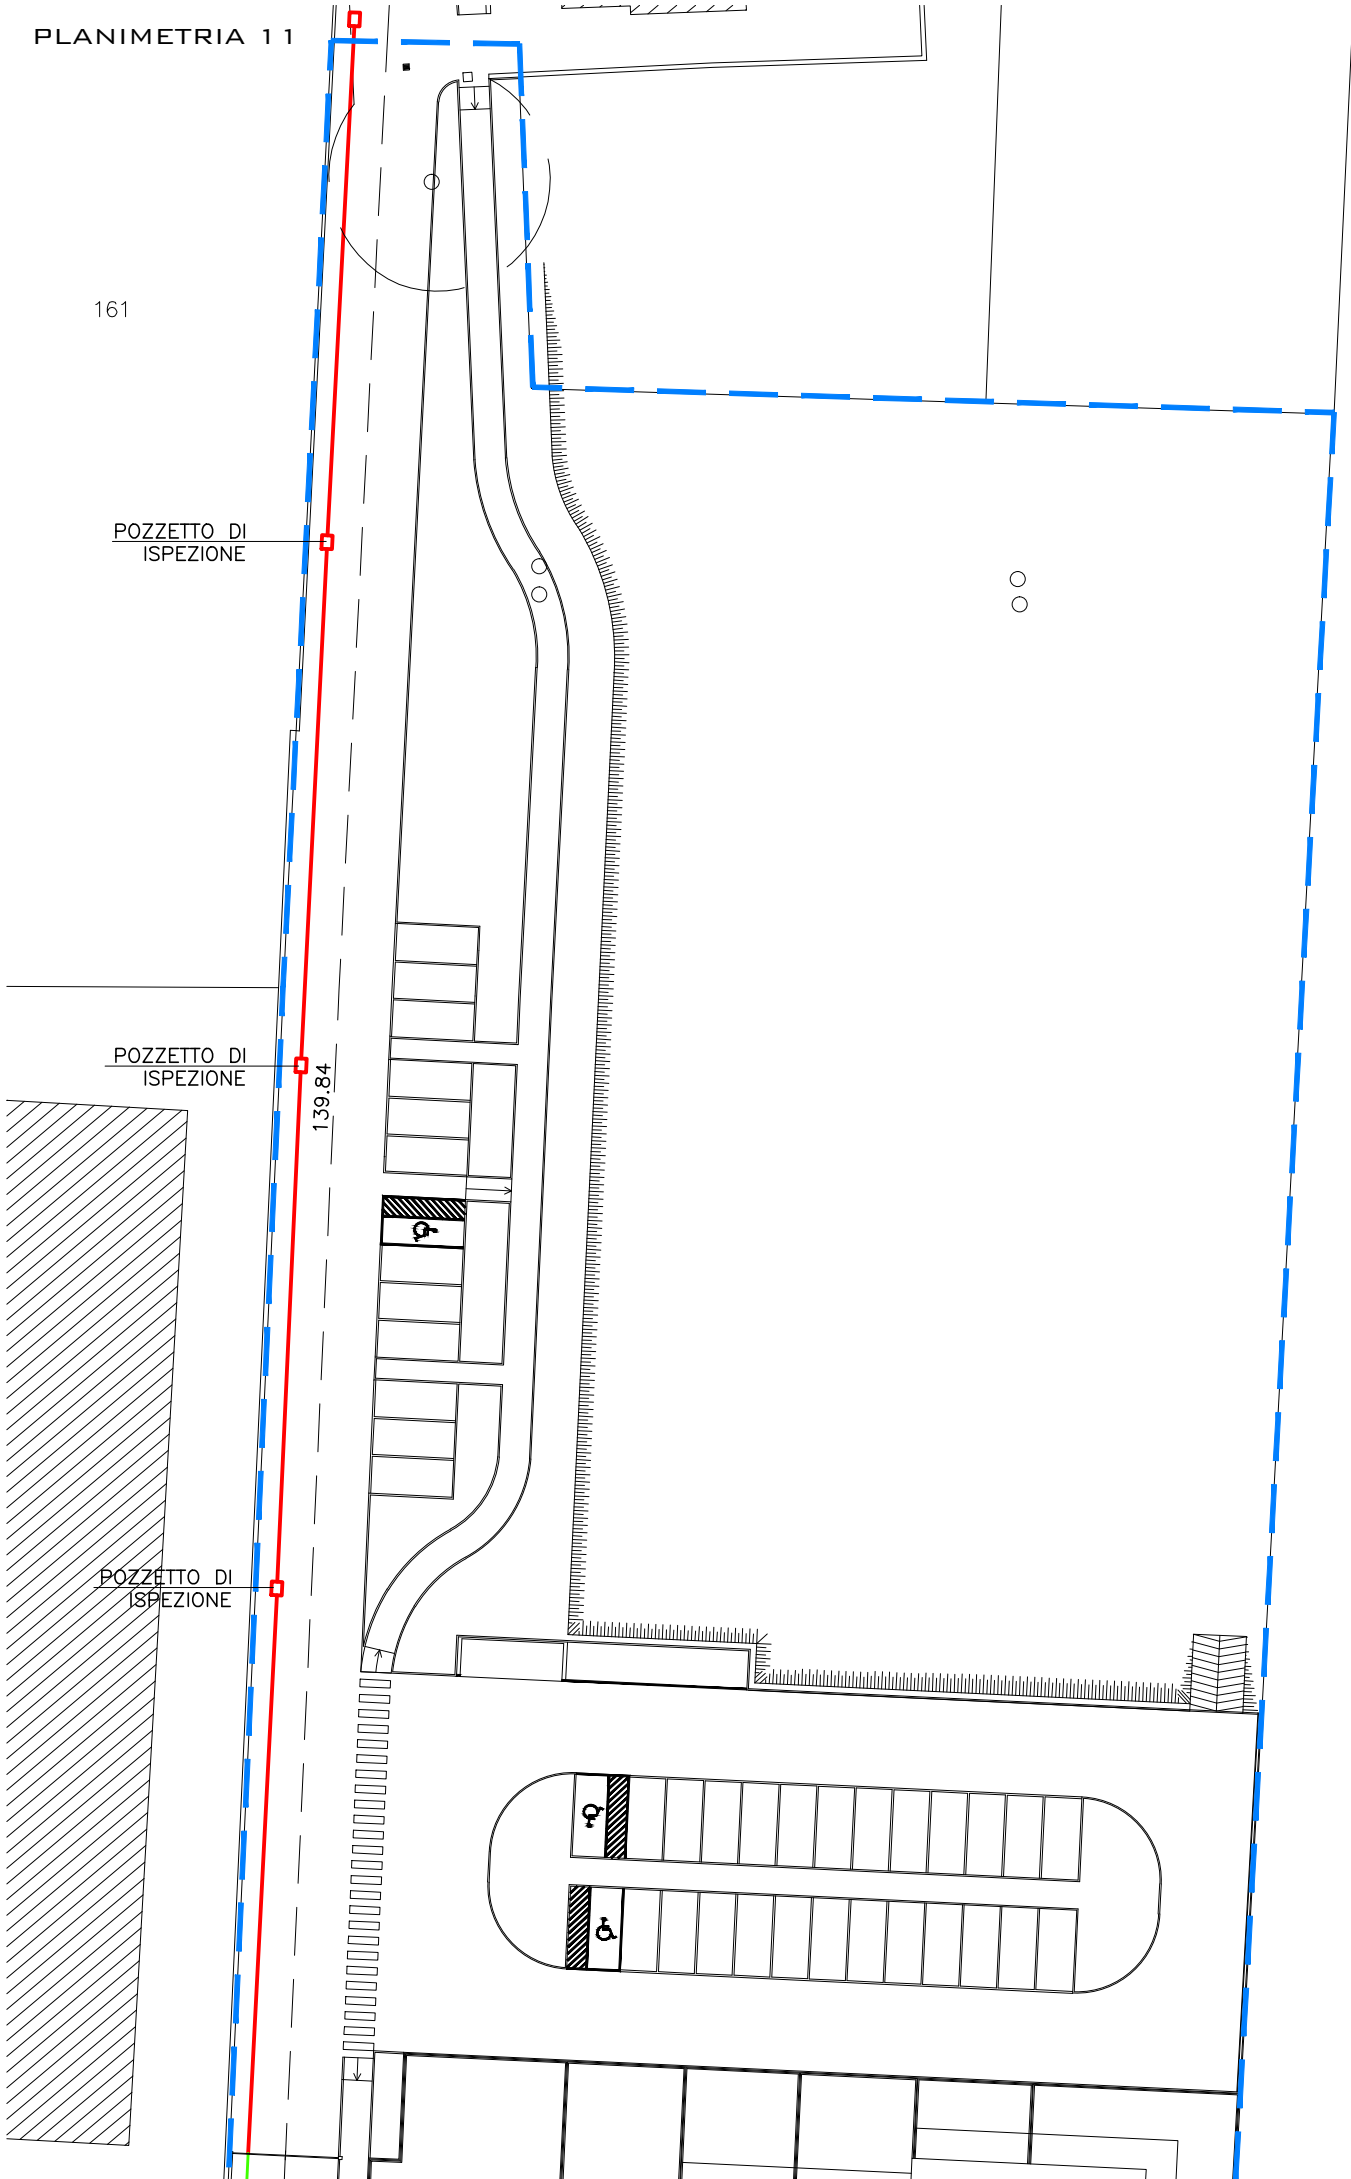 PLANIMETRIA 11
161
POZZETTO DI
ISPEZIONE
POZZETTO DI
ISPEZIONE
139.84
POZZETTO DI
ISPEZIONE